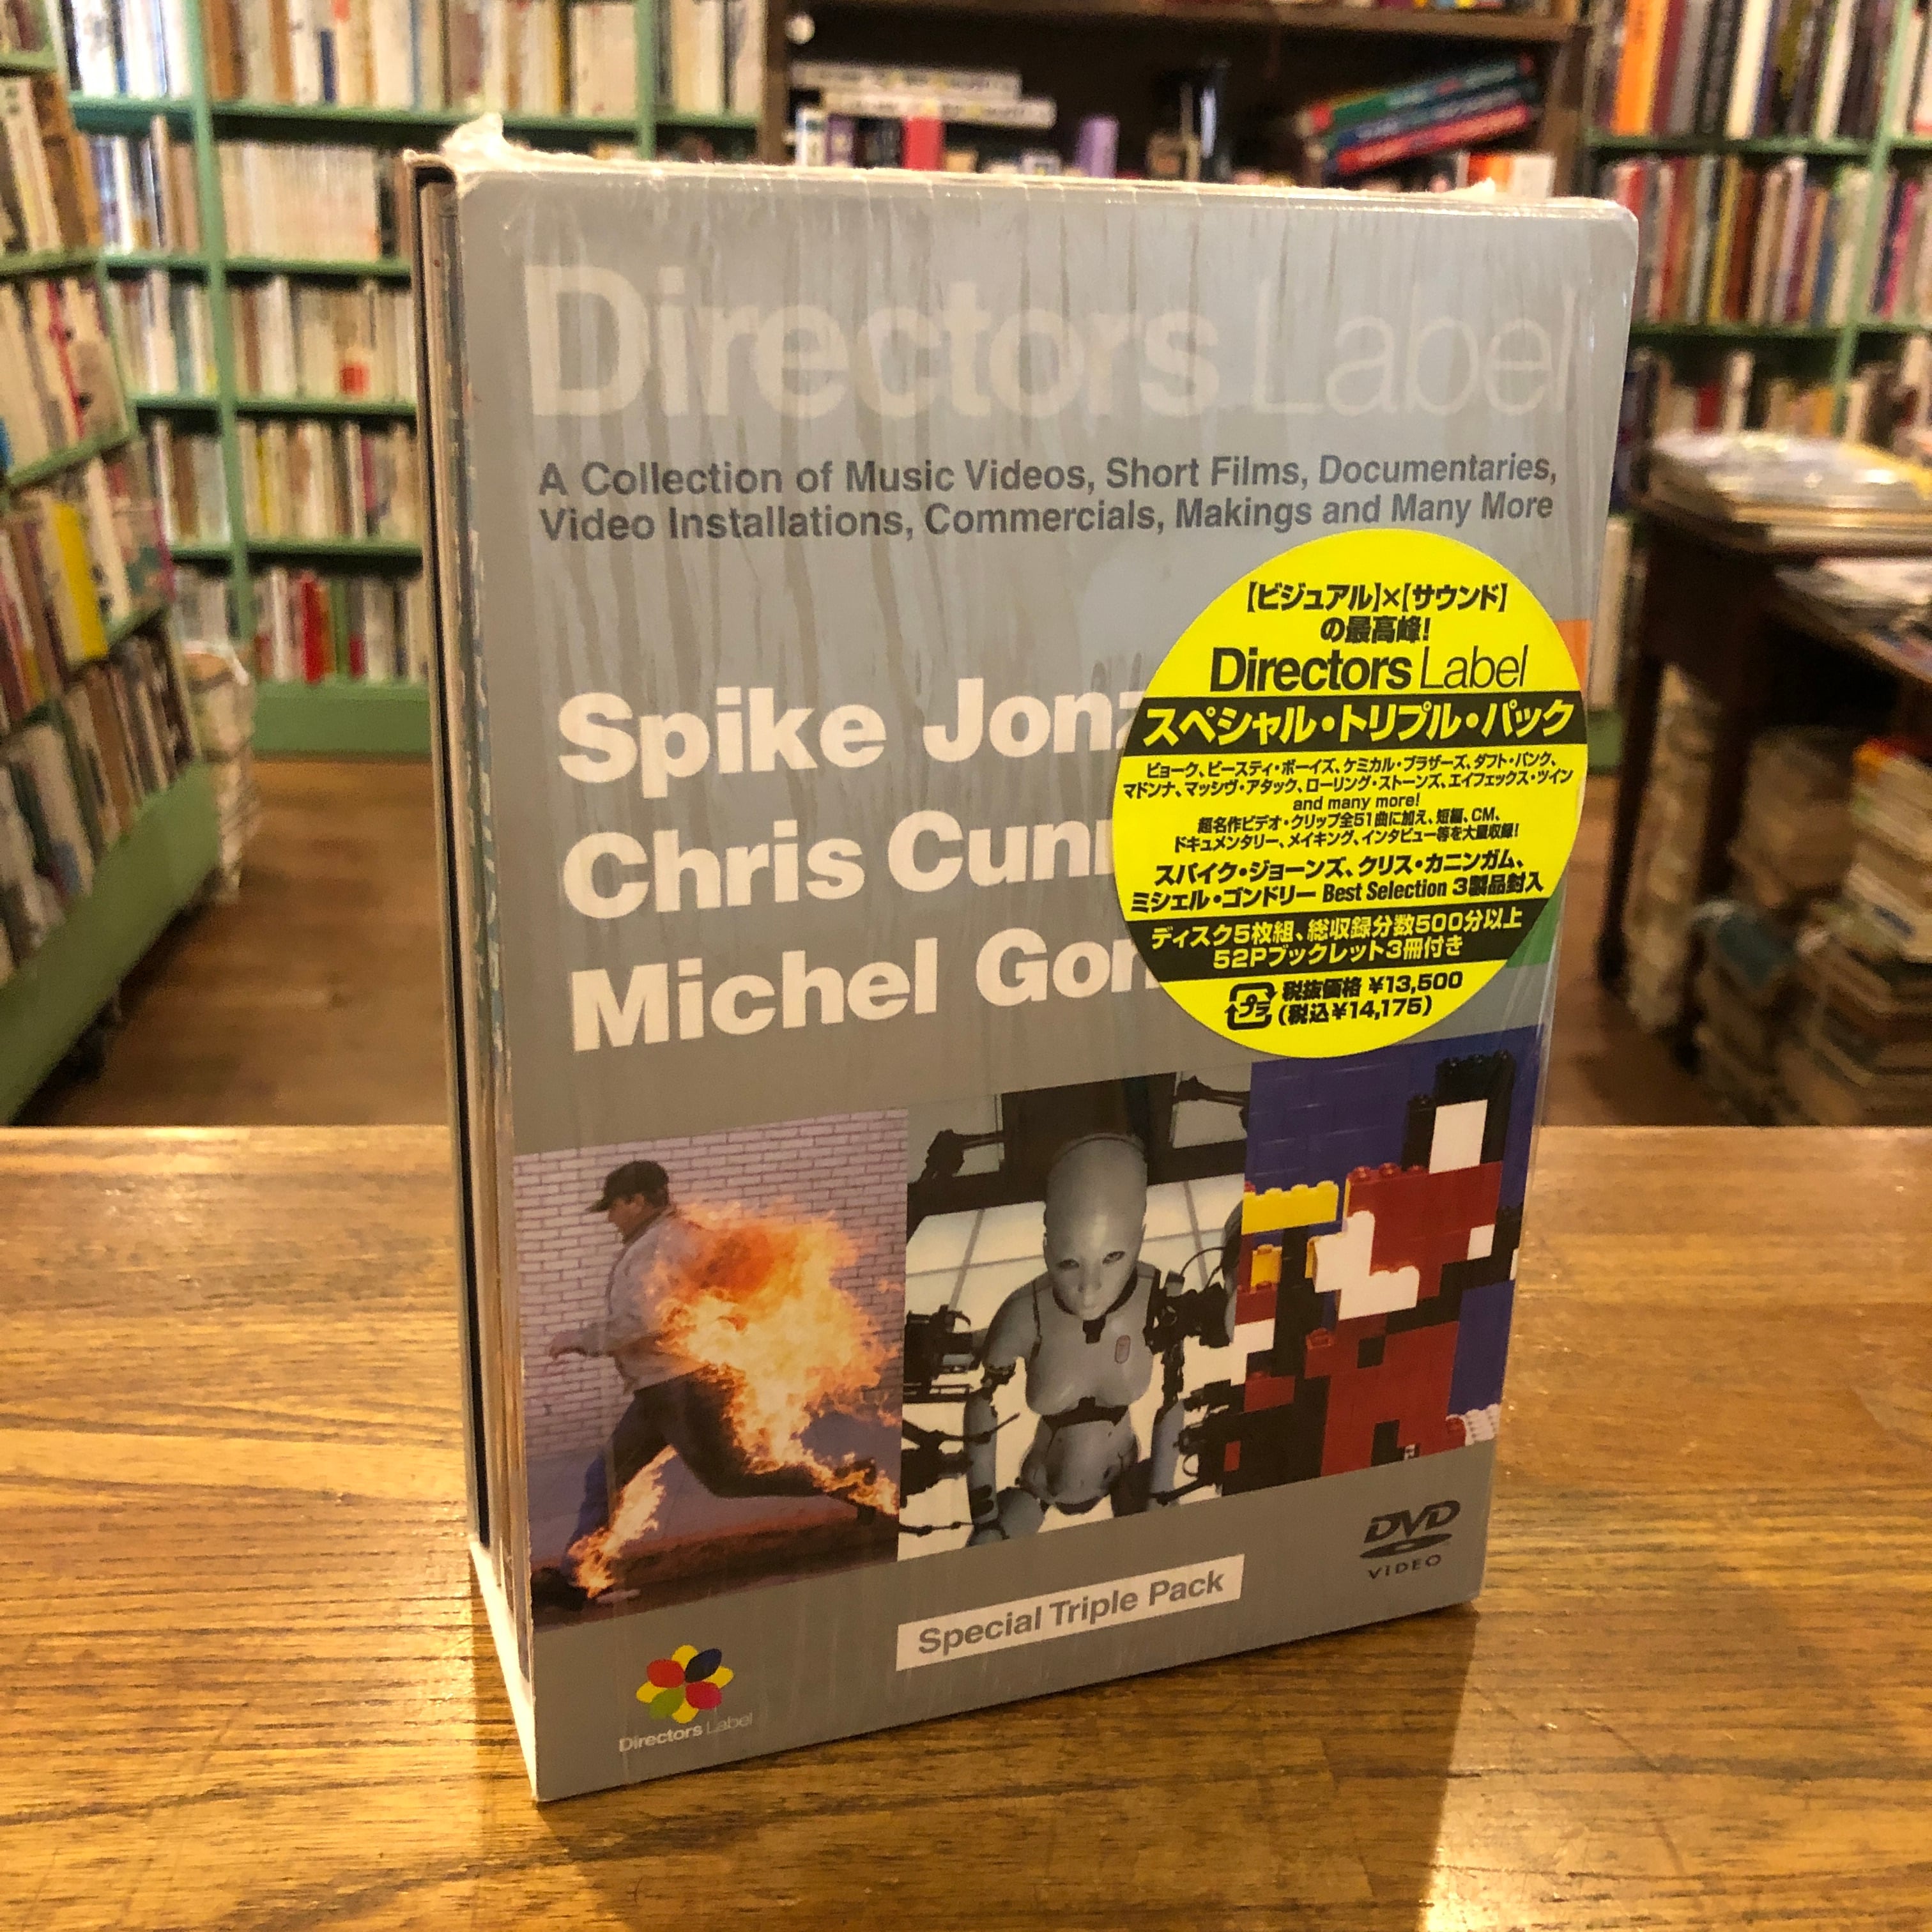 Directors Label
A Collection of Music Videos, Short Films, Documentaries,
Video Installations, Commercials, Makings and Many More
Spike Jonz
Chris Cunn
Michel Gon
【ビジュアル】×【サウンド】
の最高峰!
Directors Label
スペシャル・トリプル・パック
ビョーク、ビースティ・ボーイズ、ケミカル・ブラザーズ、ダフト・パンク、
マドンナ、マッシヴ・アタック、ローリング・ストーンズ、エイフェックス・ツイン
and many more!
超名作ビデオ・クリップ全51曲に加え、短編、CM、
ドキュメンタリー、メイキング、インタビュー等を大量収録!
スパイク・ジョーンズ、クリス・カニンガム、
ミシェル・ゴンドリー Best Selection 3製品封入
ディスク5枚組、総収録分数500分以上
52Pブックレット3冊付き
プラ 税抜価格 ¥13,500
(税込¥14,175)
DVD
VIDEO
Special Triple Pack
Directors Label